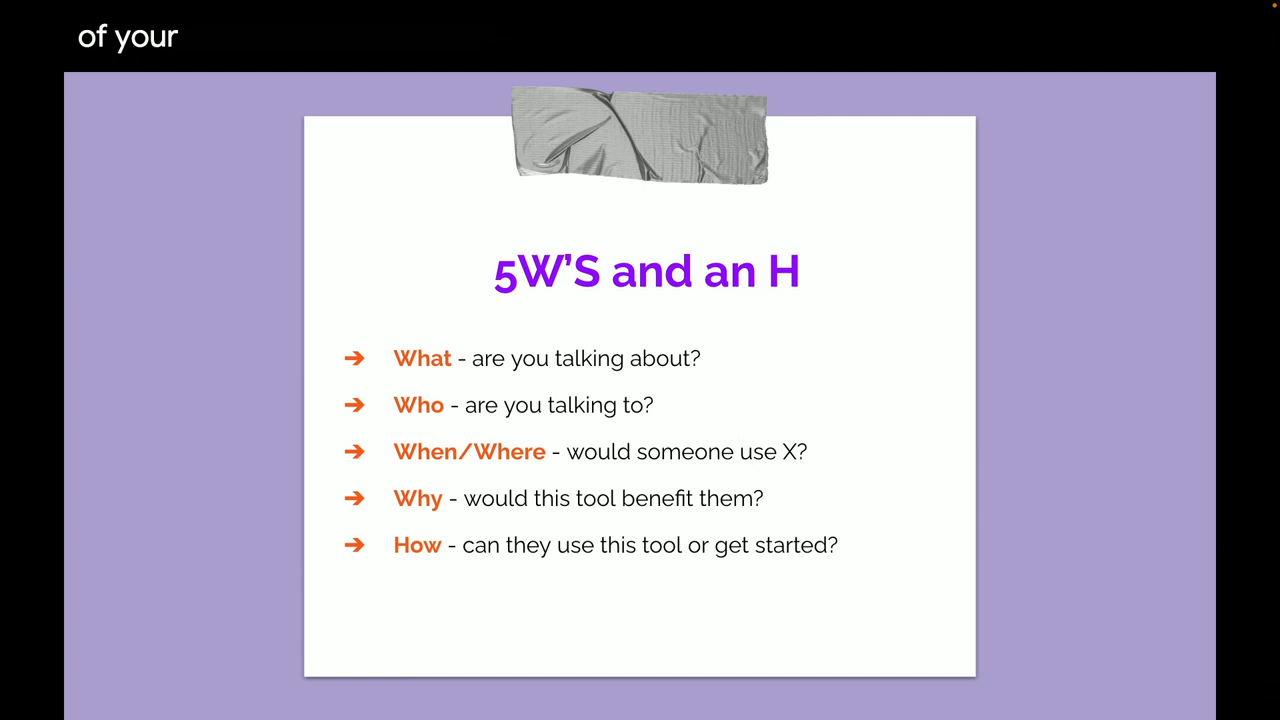 of your
5W’S and an H
➔ What - are you talking about?
➔ Who - are you talking to?
➔ When/Where - would someone use X?
➔ Why - would this tool benefit them?
➔ How - can they use this tool or get started?